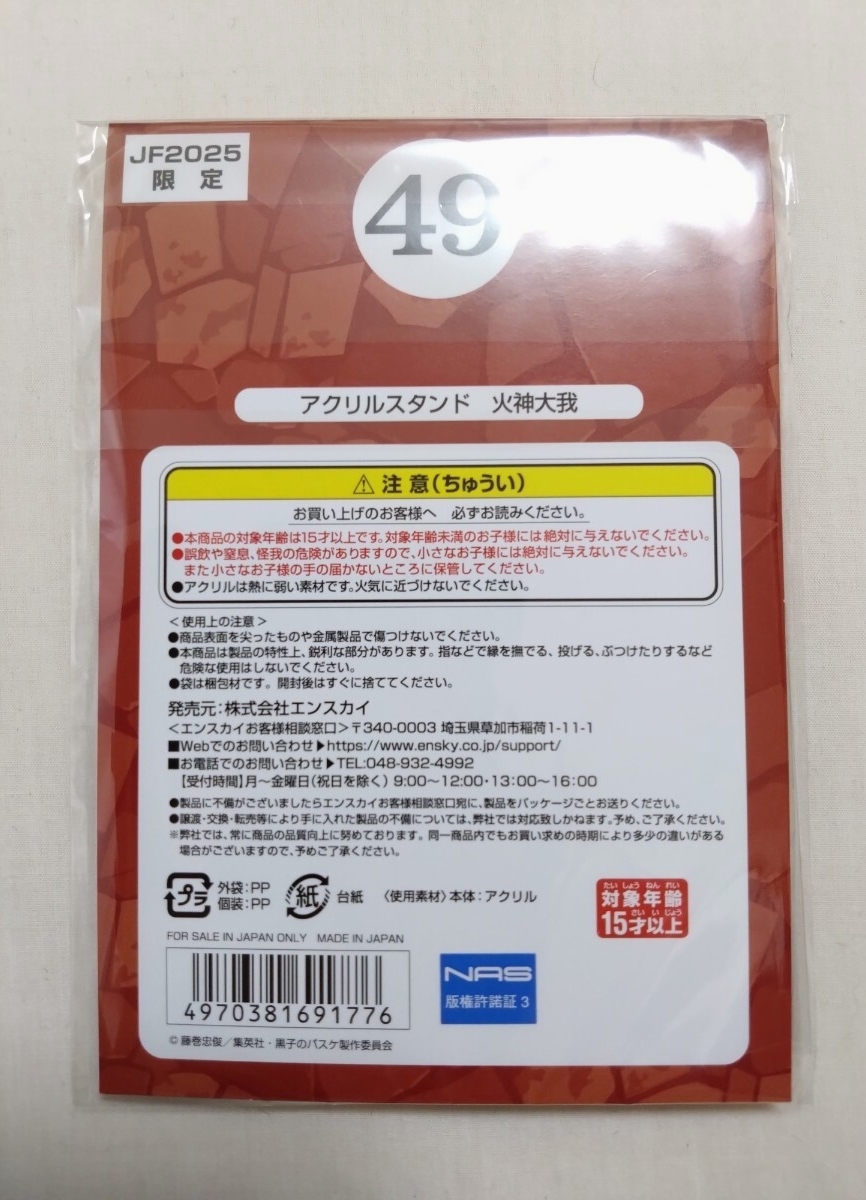 JF2025
限 定
49
アクリルスタンド 火神大我
⚠ 注 意(ちゅうい)
お買い上げのお客様へ 必ずお読みください。
●本商品の対象年齢は15才以上です。対象年齢未満のお子様には絶対に与えないでください。
●誤飲や窒息、怪我の危険がありますので、小さなお子様には絶対に与えないでください。
また小さなお子様の手の届かないところに保管してください。
●アクリルは熱に弱い素材です。火気に近づけないでください。
<使用上の注意>
●商品表面を尖ったものや金属製品で傷つけないでください。
●本商品は製品の特性上、鋭利な部分があります。指などで縁を撫でる、投げる、ぶつけたりするなど
危険な使用はしないでください。
●袋は梱包材です。開封後はすぐに捨ててください。
発売元:株式会社エンスカイ
<エンスカイお客様相談窓口>〒340-0003 埼玉県草加市稲荷1-11-1
■Webでのお問い合わせ▶https://www.ensky.co.jp/support/
■お電話でのお問い合わせ▶TEL:048-932-4992
【受付時間】月〜金曜日(祝日を除く) 9:00〜12:00・13:00〜16:00
●製品に不備がございましたらエンスカイお客様相談窓口宛に、製品をパッケージごとお送りください。
●譲渡・交換・転売等により手に入れた製品の不備については、弊社では対応致しかねます。予め、ご了承ください。
※弊社では、常に商品の品質向上に努めております。同一商品内でもお買い求めの時期により多少の違いがある
場合がございますので、予めご了承ください。
プラ 外袋:PP
個装:PP
紙 台紙 〈使用素材〉本体:アクリル
たい しょう ねん れい
対象年齢
さい い じょう
15才以上
FOR SALE IN JAPAN ONLY MADE IN JAPAN
4970381691776
NAS
版権許諾証 3
© 藤巻忠俊/集英社・黒子のバスケ製作委員会